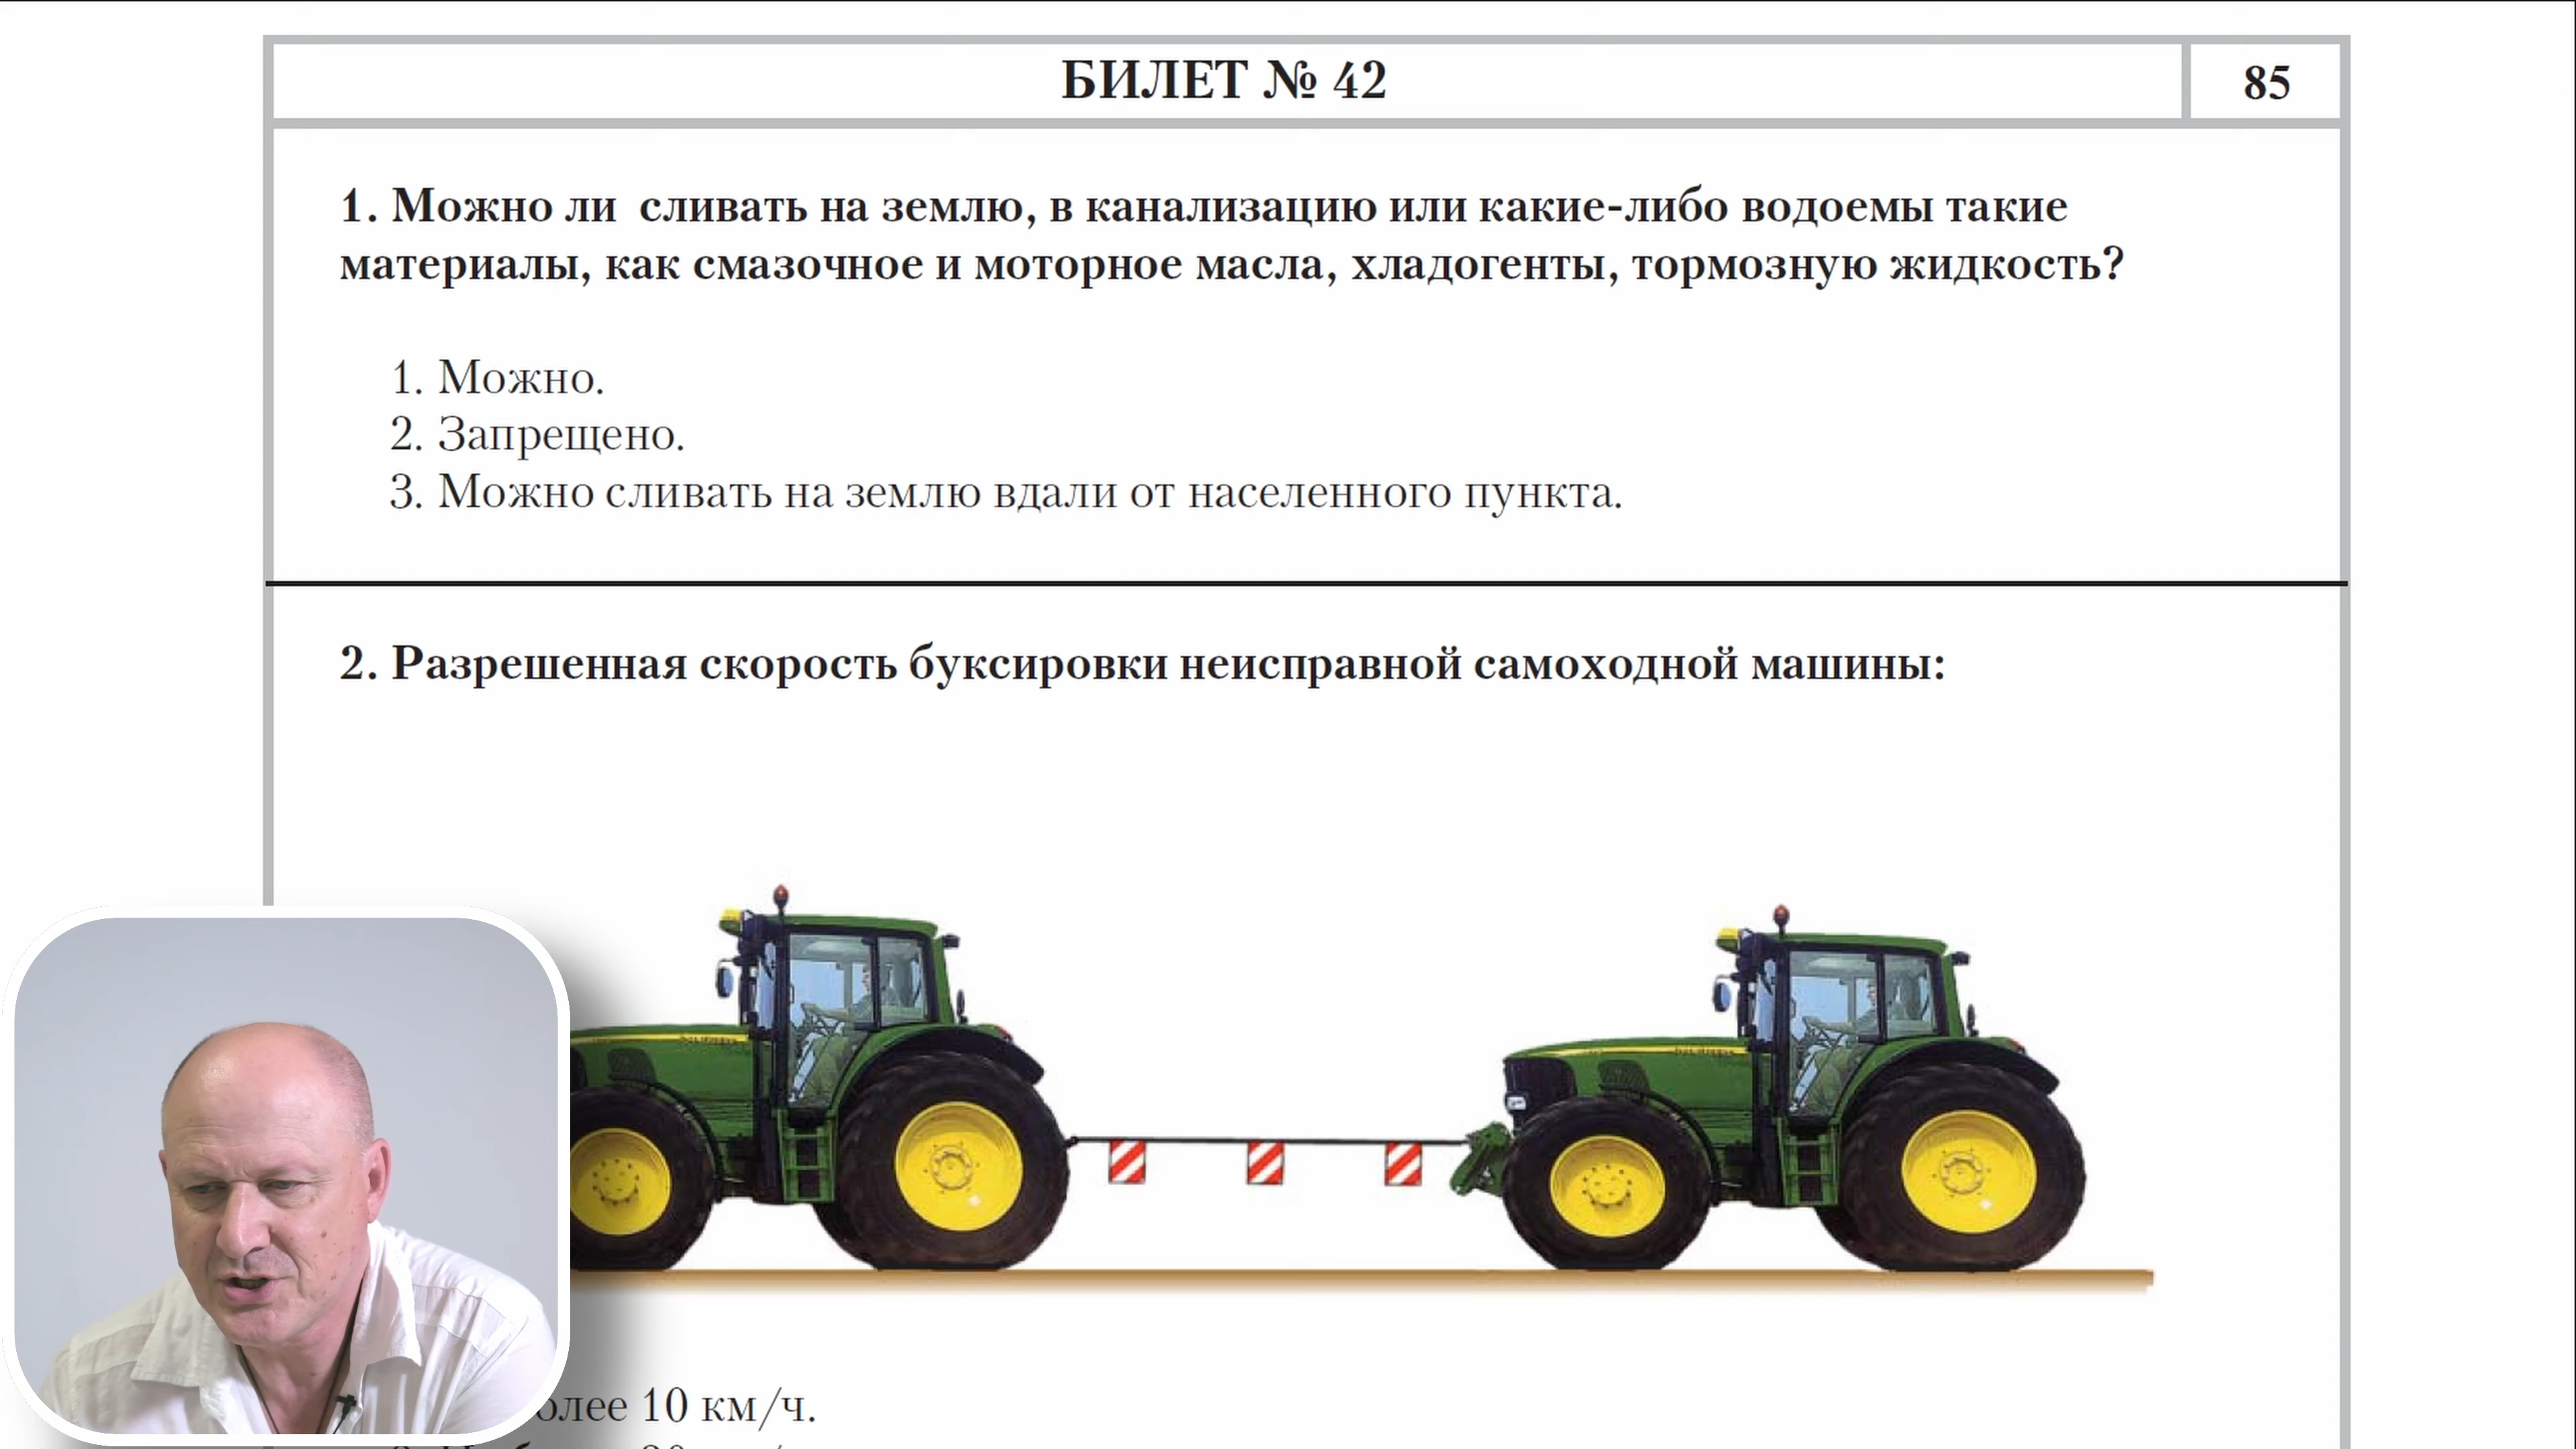 БИЛЕТ № 42
85
1. Можно ли сливать на землю, в канализацию или какие-либо водоемы такие
материалы, как смазочное и моторное масла, хладогенты, тормозную жидкость?
1. Можно.
2. Запрещено.
3. Можно сливать на землю вдали от населенного пункта.
2. Разрешенная скорость буксировки неисправной самоходной машины:
олее 10 км/ч.